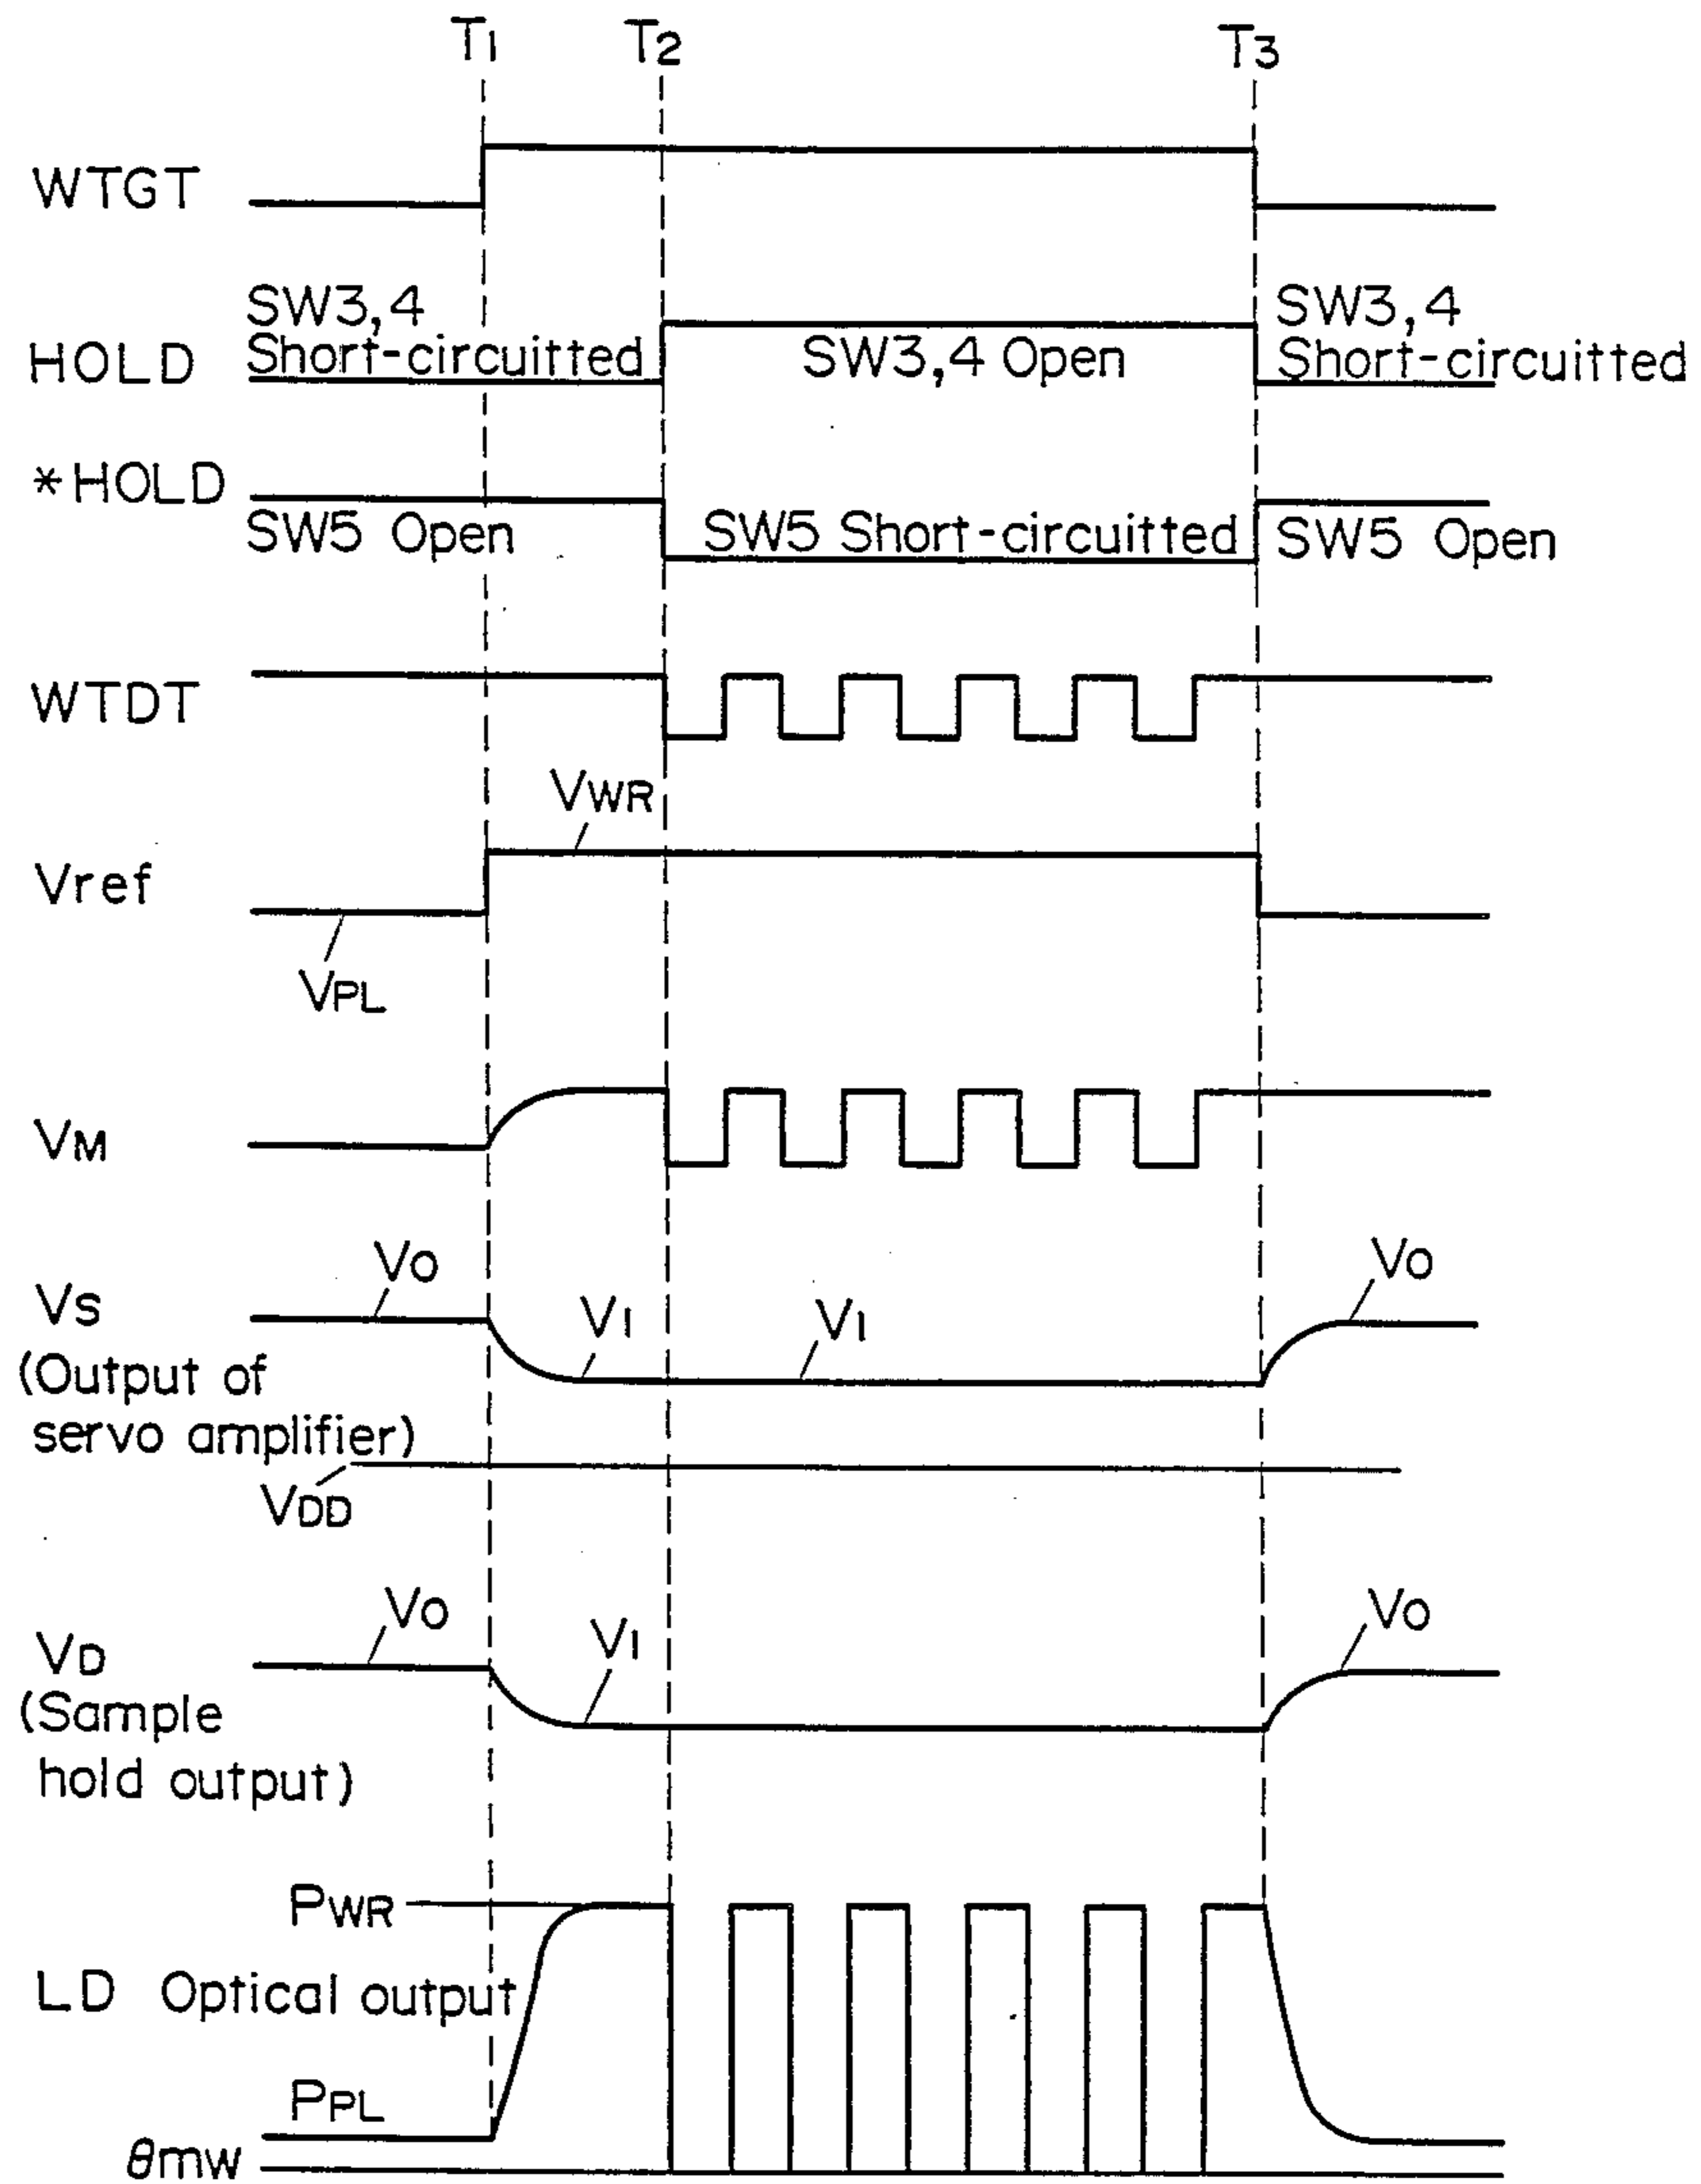 T1 T2 T3
WTGT
SW3,4 SW3,4
HOLD Short-circuitted SW3,4 Open Short-circuitted
*HOLD
SW5 Open SW5 Short-circuitted SW5 Open
WTDT
VWR
Vref
VPL
VM
Vo Vo
Vs V1 V1
(Output of
servo amplifier)
VDD
Vo Vo
VD V1
(Sample
hold output)
PWR
LD Optical output
PPL
θmw